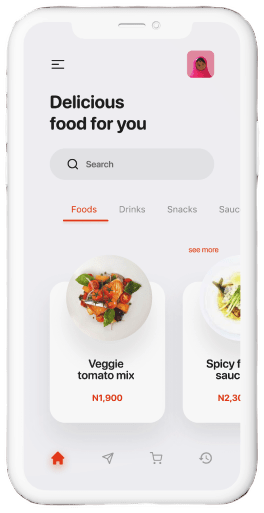 Delicious
food for you
Search
Foods Drinks Snacks Sauc
see more
Veggie
tomato mix
N1,900
Spicy f
sauc
N2,30